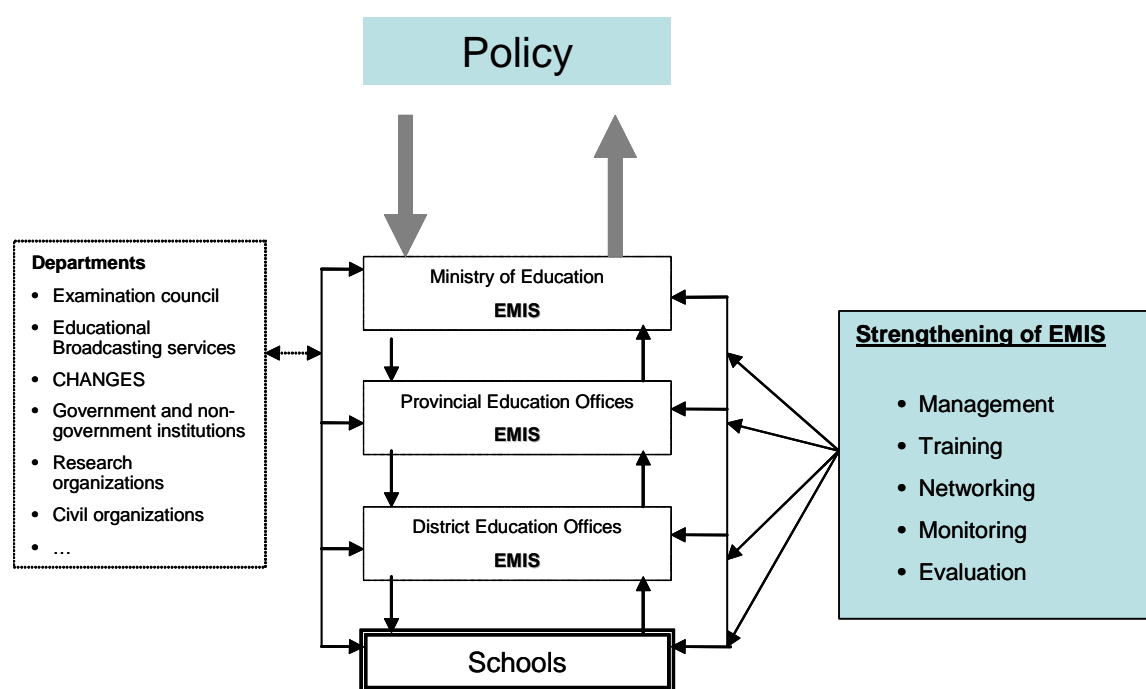 Policy
Departments
• Examination council
• Educational
Broadcasting services
• CHANGES
• Government and non-
government institutions
• Research
organizations
• Civil organizations
• ...
Ministry of Education
EMIS
Provincial Education Offices
EMIS
District Education Offices
EMIS
Schools
Strengthening of EMIS
• Management
• Training
• Networking
• Monitoring
• Evaluation